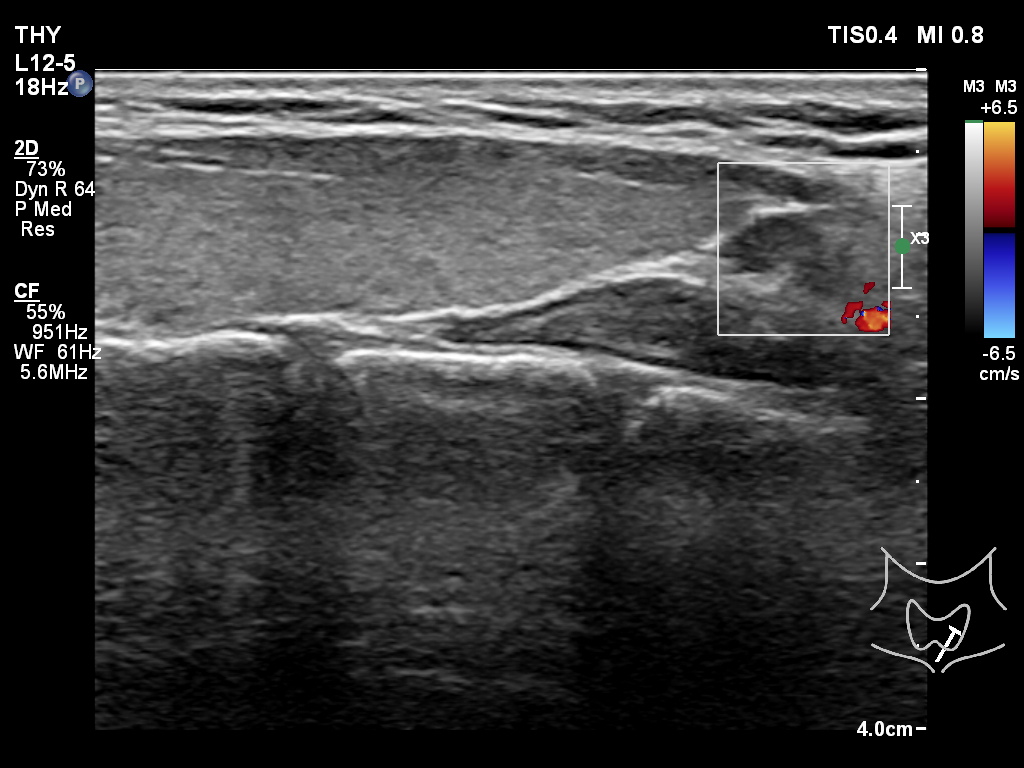 THY
TIS0.4 MI 0.8
L12-5
18Hz
P
M3 M3
+6.5
2D
73%
Dyn R 64
P Med
Res
X3
CF
55%
951Hz
WF 61Hz
5.6MHz
-6.5
cm/s
4.0cm